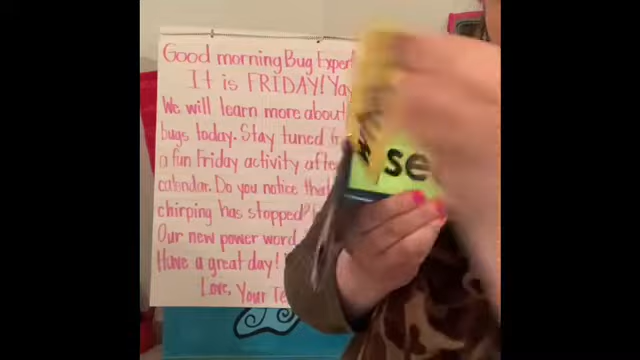 Good morning Bug Expert
It is FRIDAY! Yay
We will learn more about
bugs today. Stay tuned
a fun Friday activity after
calendar. Do you notice that
chirping has stopped?
Our new power word
Have a great day!
Love, Your
se